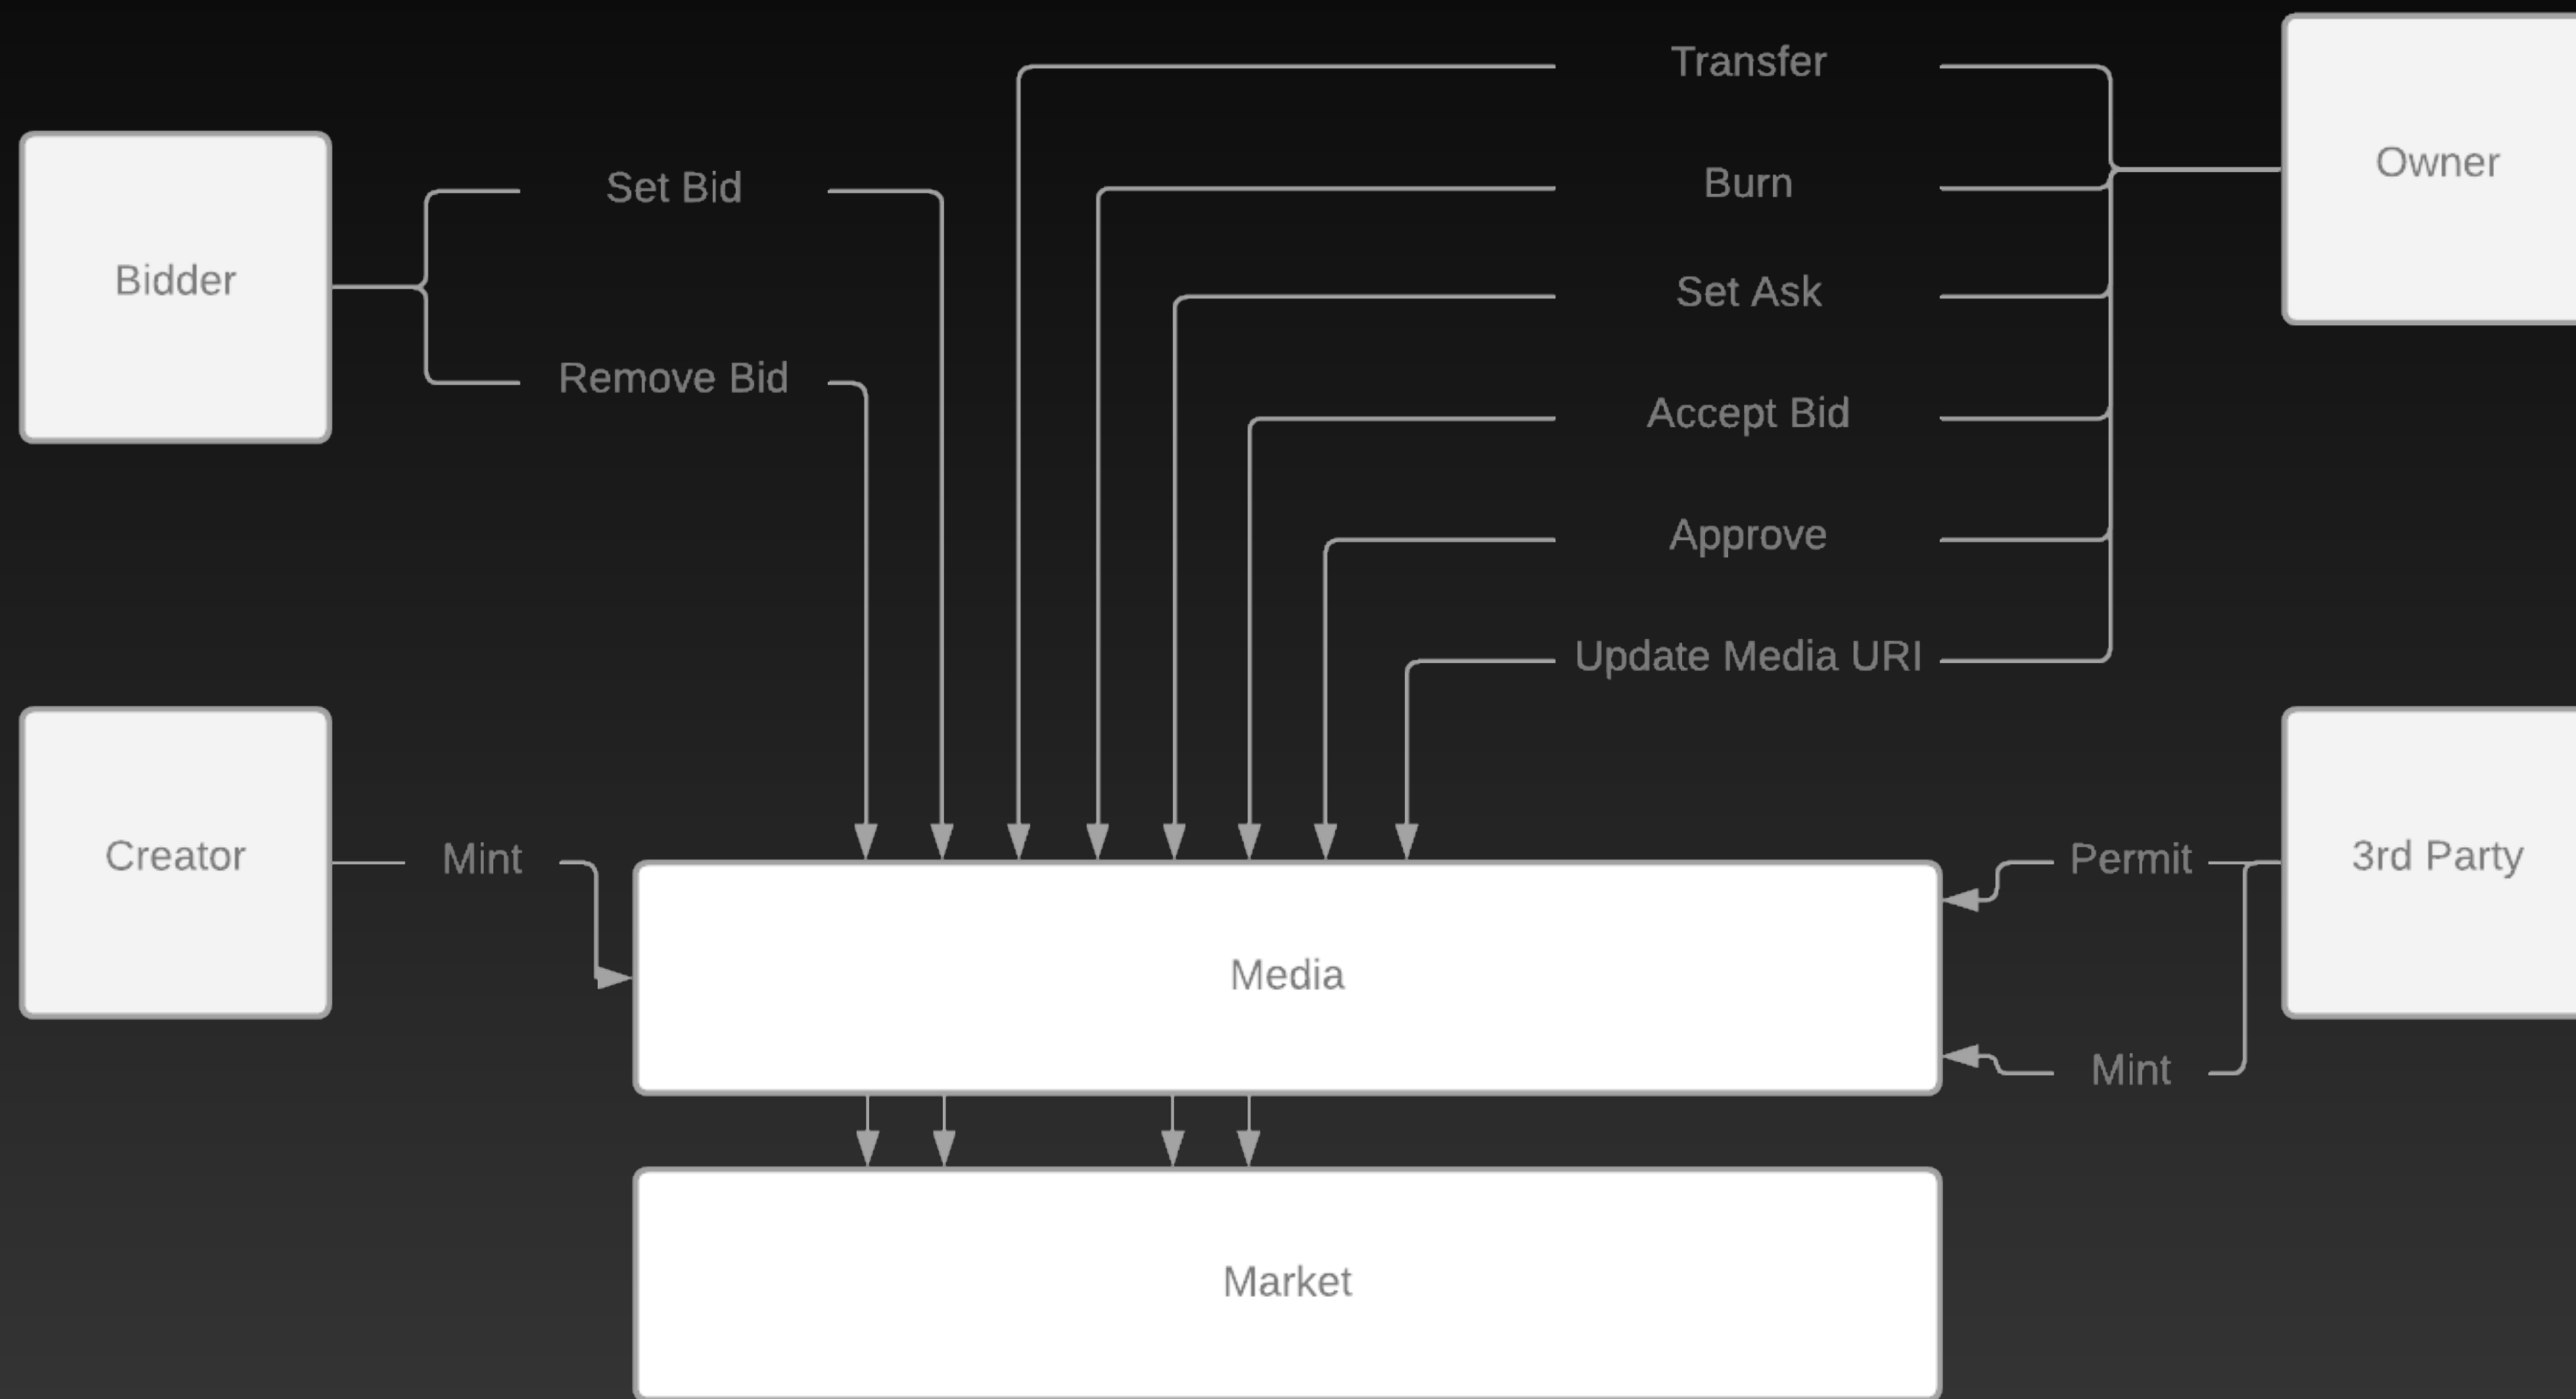 Transfer
Owner
Burn
Set Bid
Bidder
Set Ask
Remove Bid
Accept Bid
Approve
Update Media URI
Creator
Mint
Permit
3rd Party
Media
Mint
Market